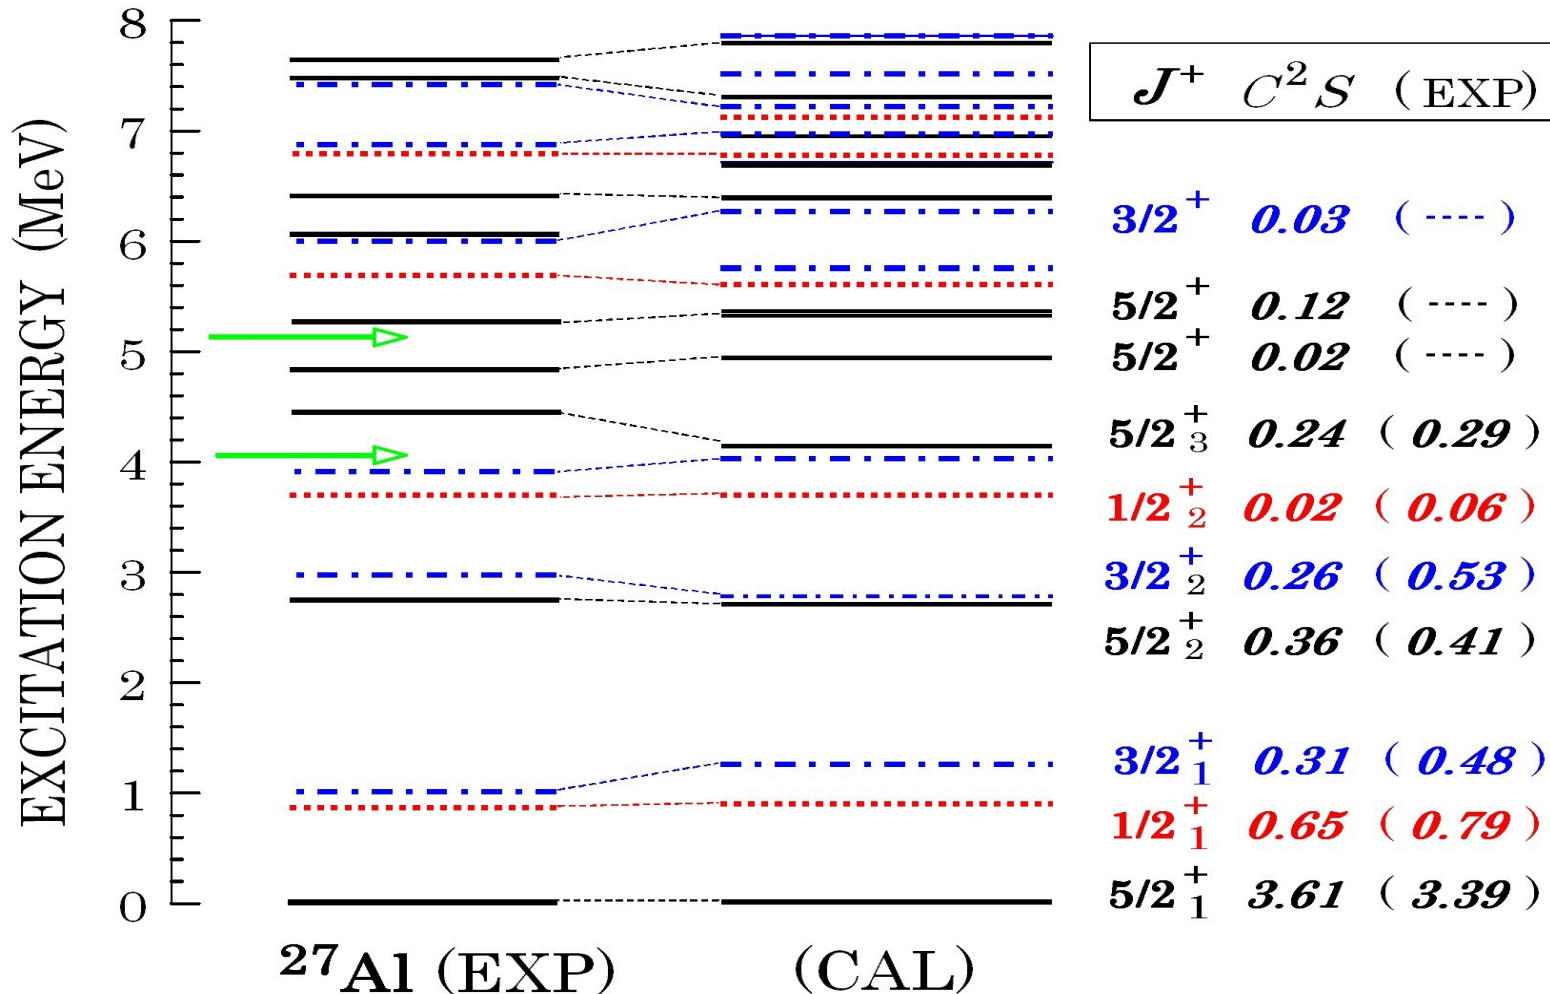 EXCITATION ENERGY (MeV)
8
7
6
5
4
3
2
1
0
27Al (EXP)
(CAL)
J+ C2S (EXP)
3/2+ 0.03 (----)
5/2+ 0.12 (----)
5/2+ 0.02 (----)
5/2+3 0.24 (0.29)
1/2+2 0.02 (0.06)
3/2+2 0.26 (0.53)
5/2+2 0.36 (0.41)
3/2+1 0.31 (0.48)
1/2+1 0.65 (0.79)
5/2+1 3.61 (3.39)